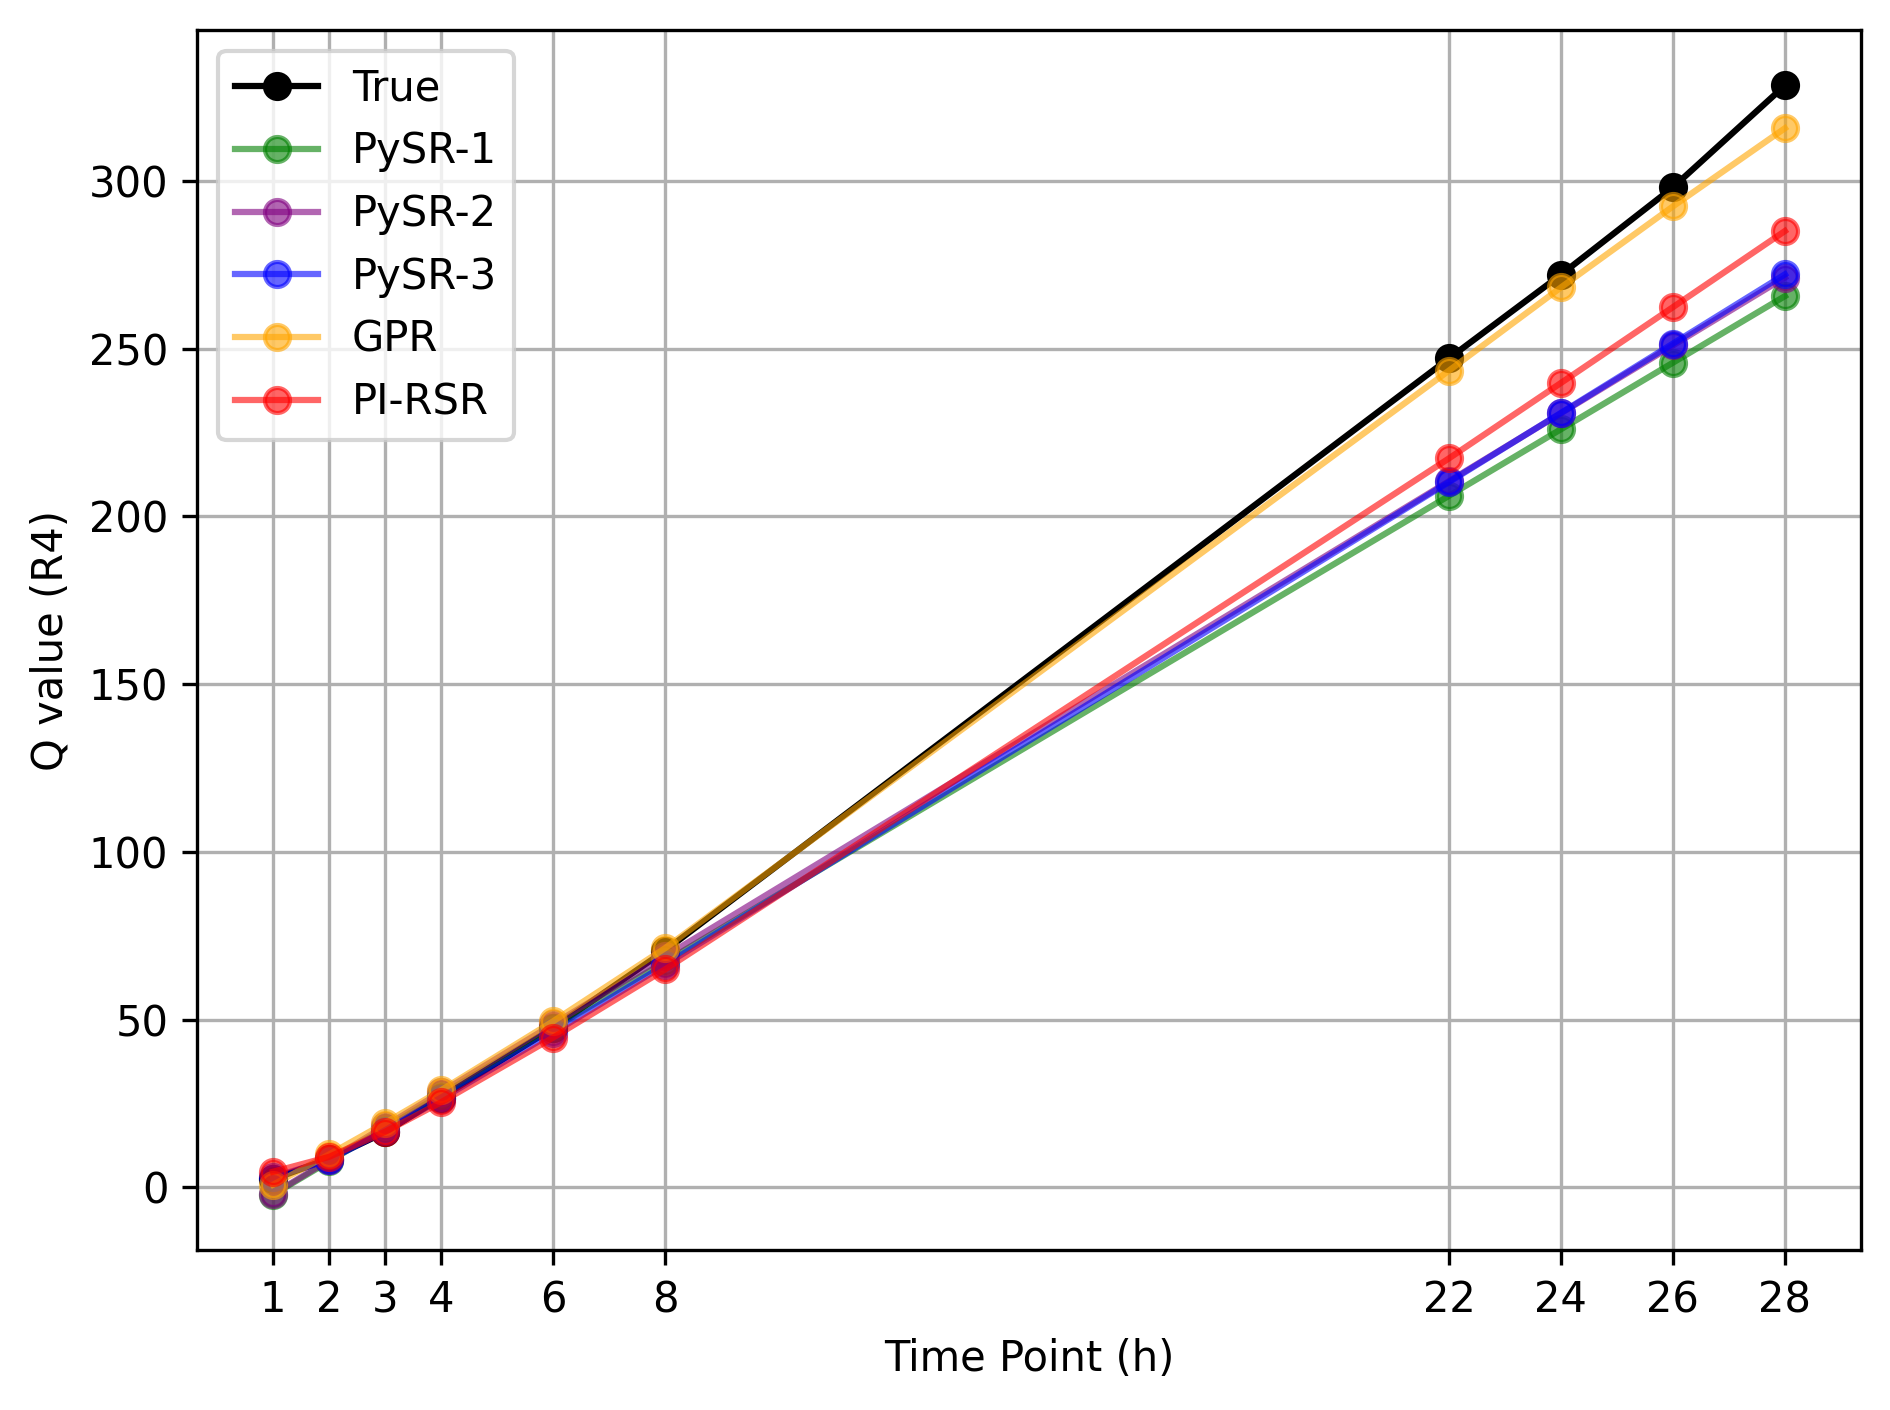 True
PySR-1
PySR-2
PySR-3
GPR
PI-RSR
300
250
200
150
100
50
0
Q value (R4)
1 2 3 4 6 8 22 24 26 28
Time Point (h)